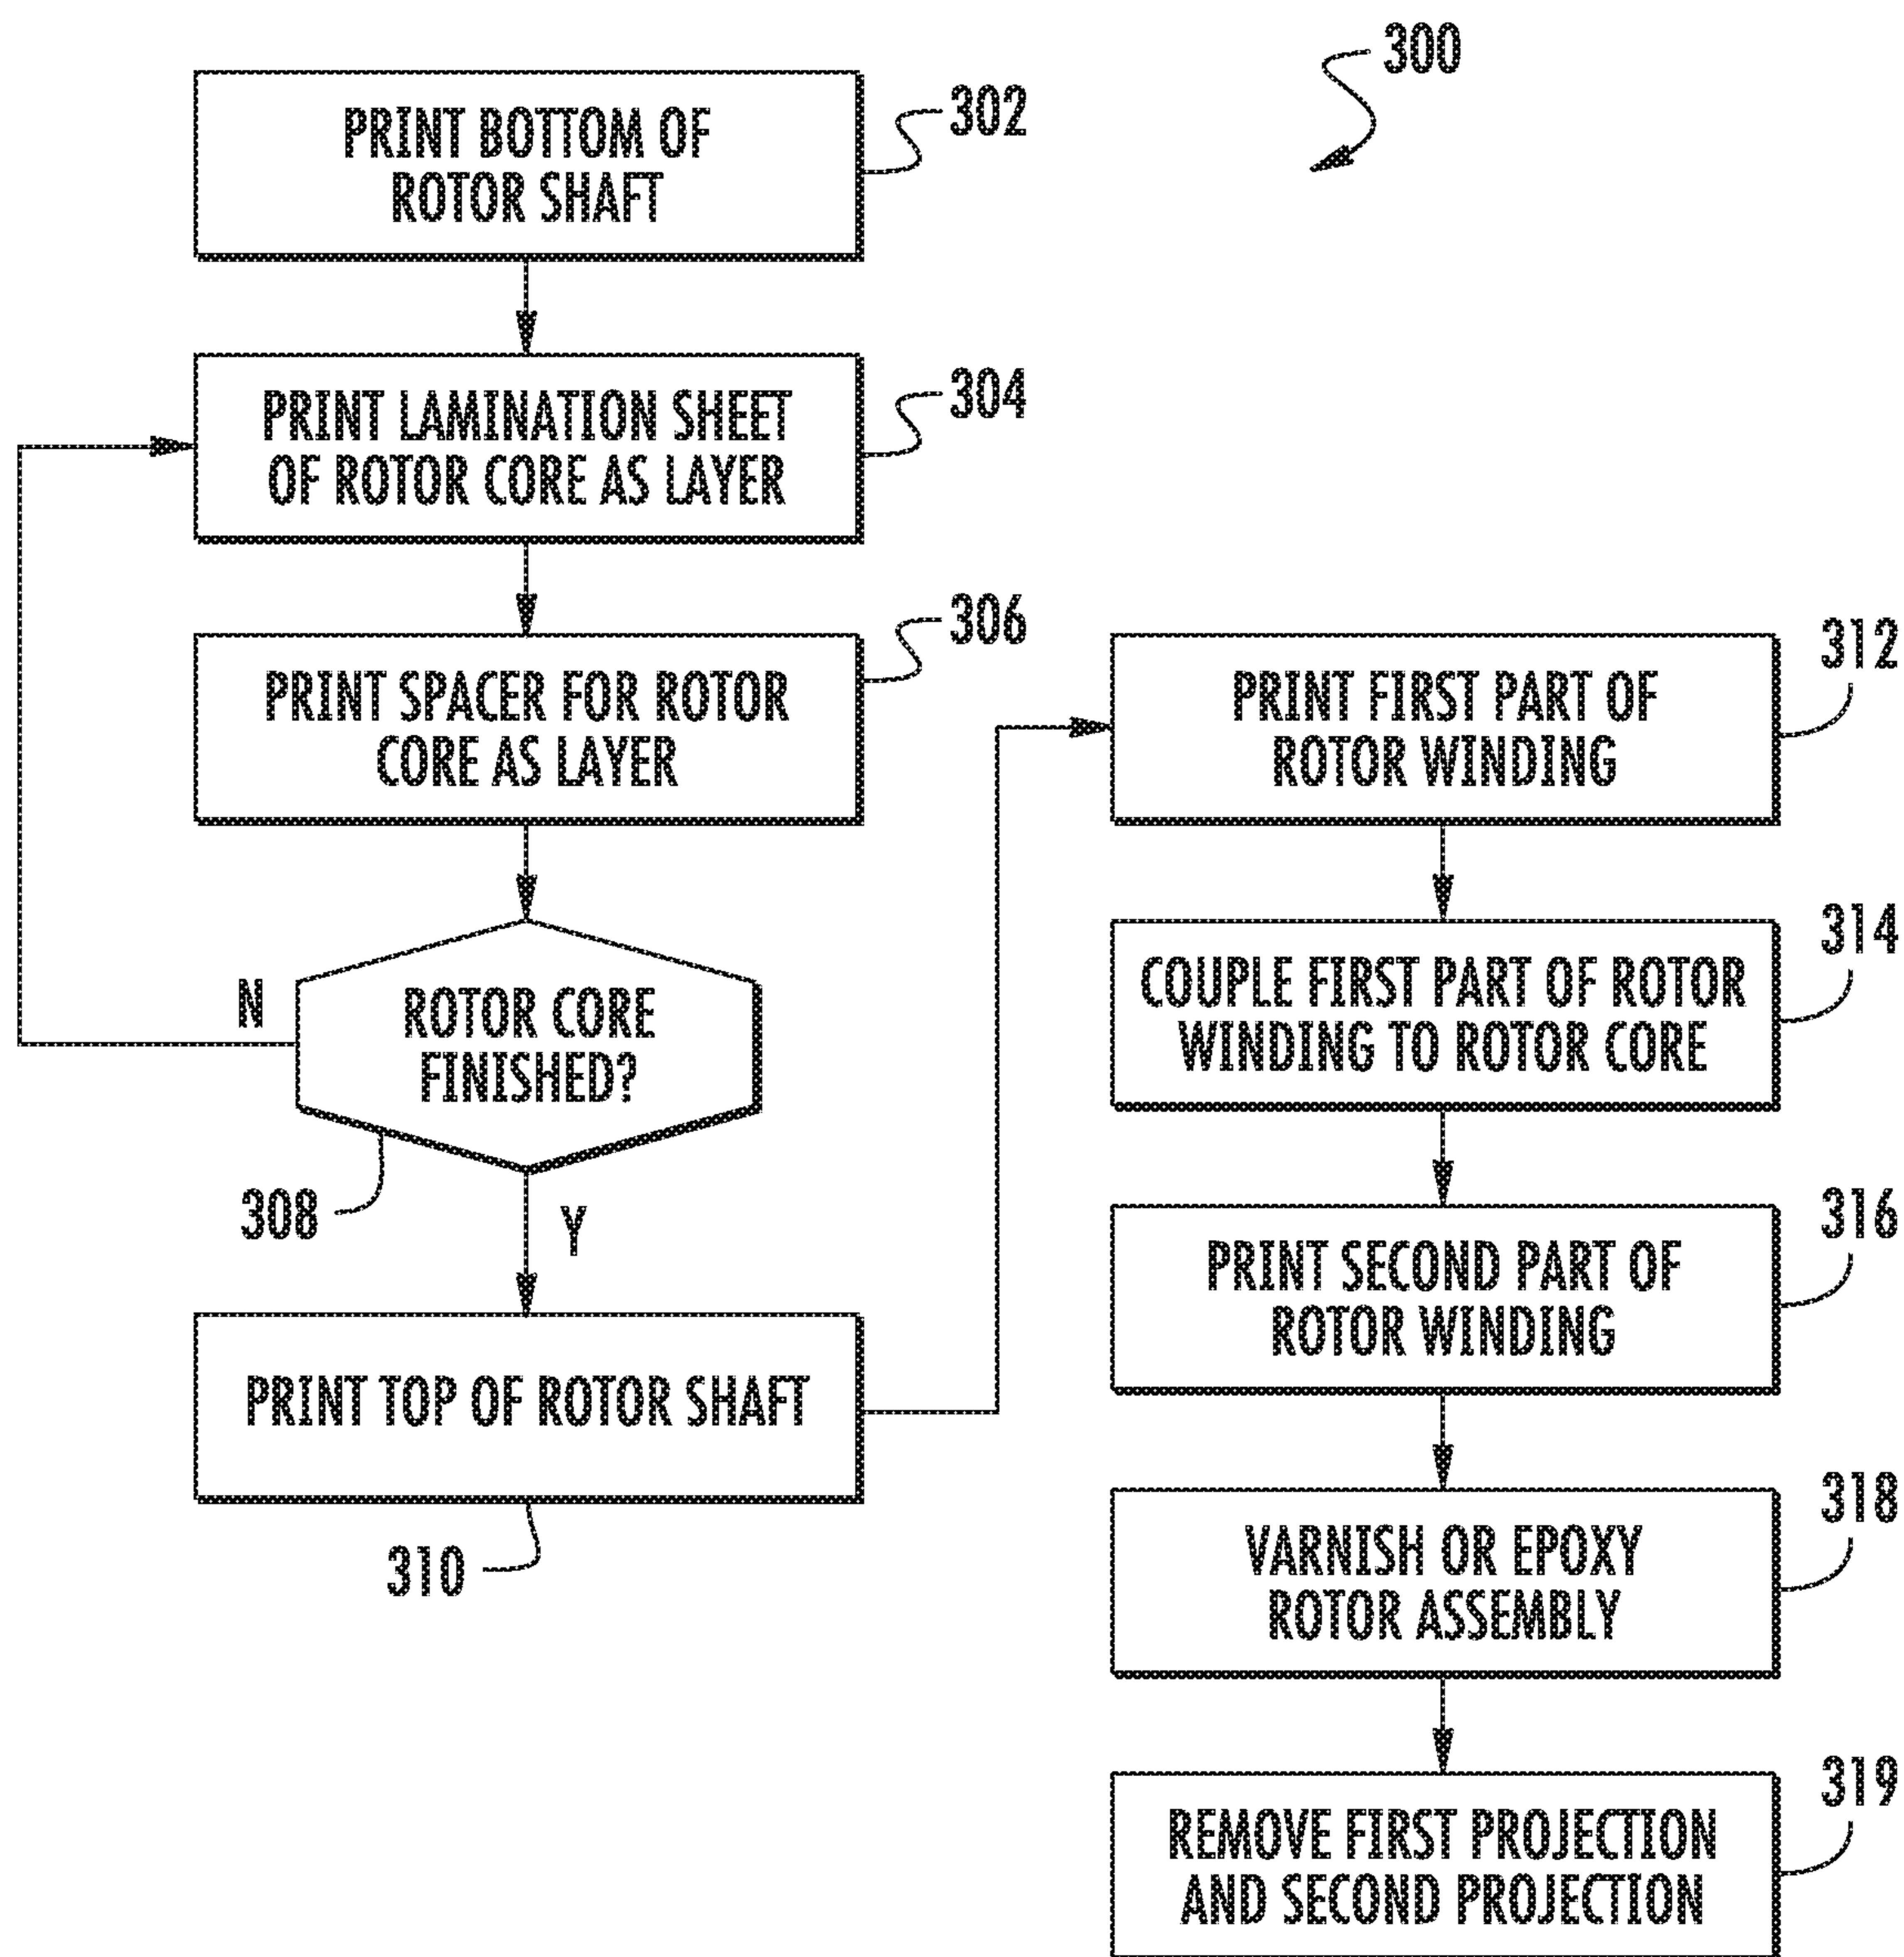 300
PRINT BOTTOM OF
ROTOR SHAFT
302
PRINT LAMINATION SHEET
OF ROTOR CORE AS LAYER
304
PRINT SPACER FOR ROTOR
CORE AS LAYER
306
ROTOR CORE
FINISHED?
N
308
Y
PRINT TOP OF ROTOR SHAFT
310
PRINT FIRST PART OF
ROTOR WINDING
312
COUPLE FIRST PART OF ROTOR
WINDING TO ROTOR CORE
314
PRINT SECOND PART OF
ROTOR WINDING
316
VARNISH OR EPOXY
ROTOR ASSEMBLY
318
REMOVE FIRST PROJECTION
AND SECOND PROJECTION
319